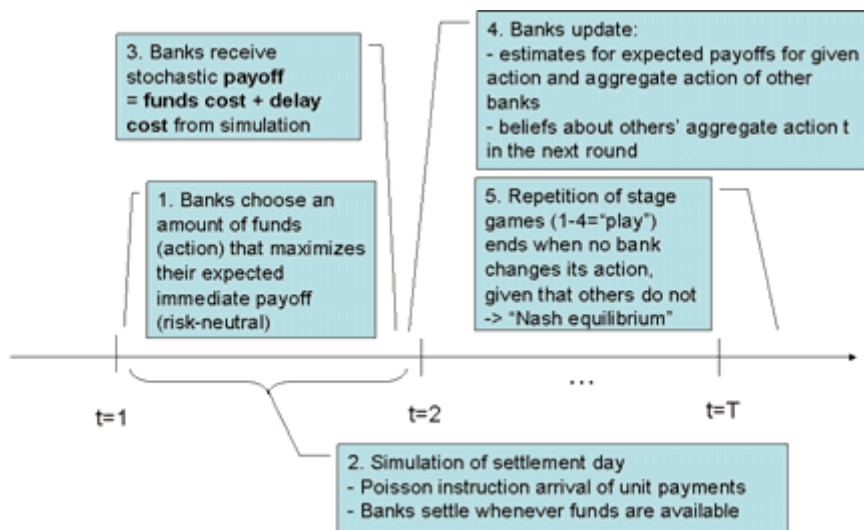 3. Banks receive
stochastic payoff
= funds cost + delay
cost from simulation
4. Banks update:
- estimates for expected payoffs for given
action and aggregate action of other
banks
- beliefs about others' aggregate action t
in the next round
1. Banks choose an
amount of funds
(action) that maximizes
their expected
immediate payoff
(risk-neutral)
5. Repetition of stage
games (1-4="play")
ends when no bank
changes its action,
given that others do not
-> "Nash equilibrium"
t=1
t=2
...
t=T
2. Simulation of settlement day
- Poisson instruction arrival of unit payments
- Banks settle whenever funds are available